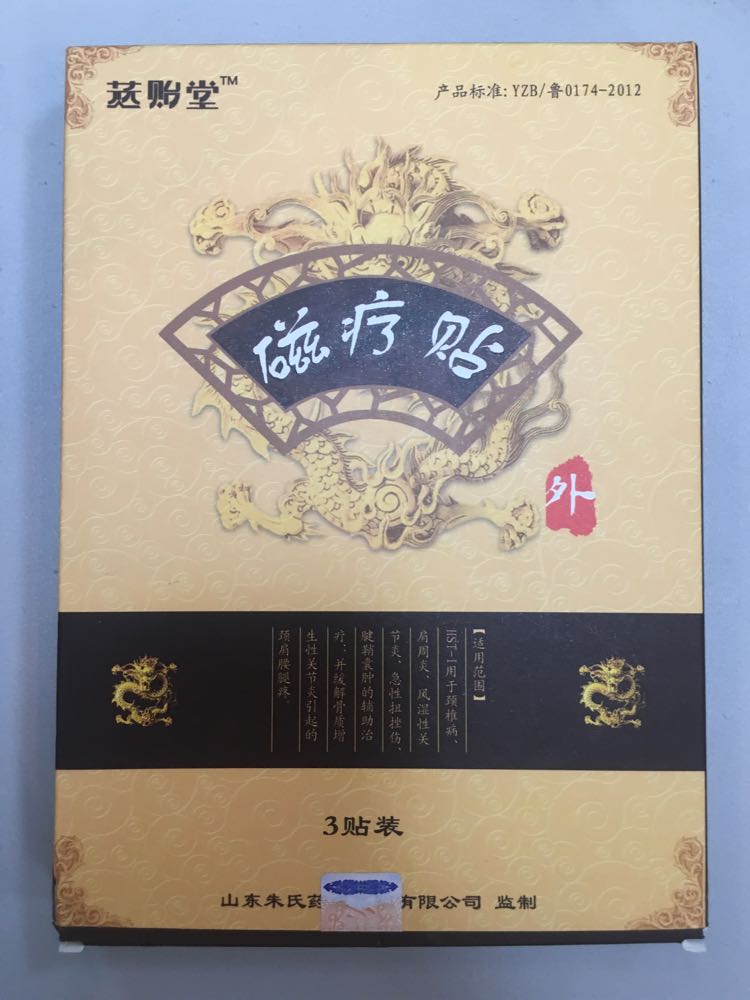 荙贻堂™
产品标准: YZB/鲁0174-2012
磁疗贴
外
【适用范围】
HST-1用于颈椎病、
肩周炎、风湿性关
节炎、急性扭挫伤、
腱鞘囊肿的辅助治
疗；并缓解骨质增
生性关节炎引起的
颈肩腰腿疼。
3贴装
山东朱氏药 有限公司 监制